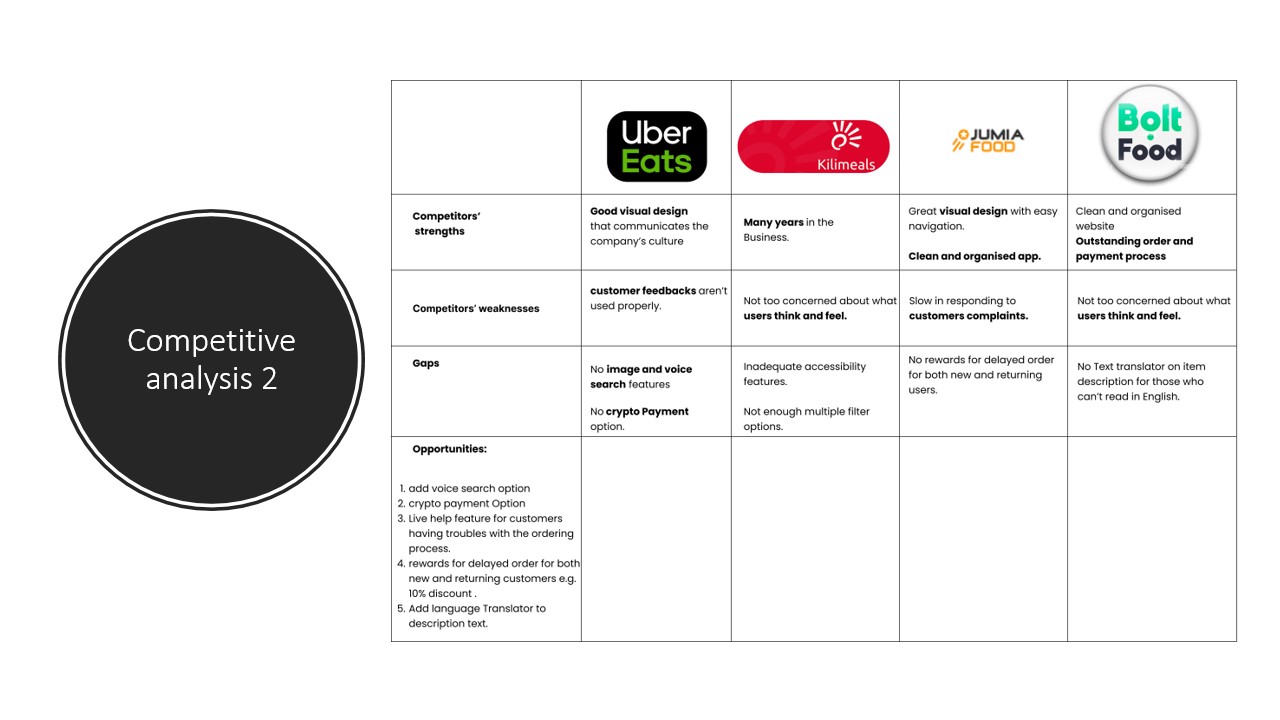 Competitive
analysis 2
Uber
Eats
Kilimeals
JUMIA
FOOD
Bolt
Food
Competitors’
strengths
Good visual design
that communicates the
company’s culture
Many years in the
Business.
Great visual design with easy
navigation.
Clean and organised app.
Clean and organised
website
Outstanding order and
payment process
Competitors’ weaknesses
customer feedbacks aren’t
used properly.
Not too concerned about what
users think and feel.
Slow in responding to
customers complaints.
Not too concerned about what
users think and feel.
Gaps
No image and voice
search features
No crypto Payment
option.
Inadequate accessibility
features.
Not enough multiple filter
options.
No rewards for delayed order
for both new and returning
users.
No Text translator on item
description for those who
can’t read in English.
Opportunities:
1. add voice search option
2. crypto payment Option
3. Live help feature for customers
having troubles with the ordering
process.
4. rewards for delayed order for both
new and returning customers e.g.
10% discount .
5. Add language Translator to
description text.